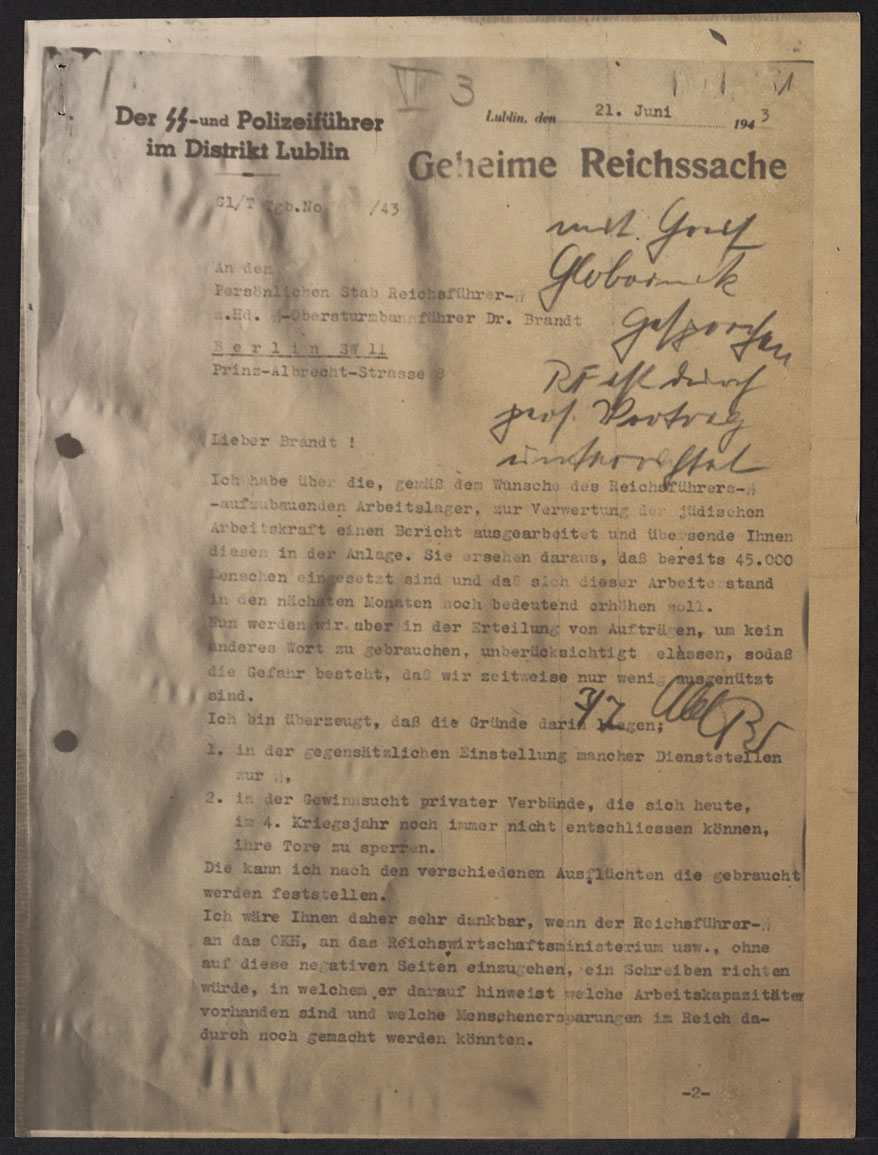 VI 3
Der SS-und Polizeiführer
im Distrikt Lublin
Lublin, den 21. Juni 1943
Geheime Reichssache
Gl/T Tgb.No /43
mit Gruf
Globocnik
gesprochen
RF ist durch
pers. Vortrag
unterrichtet
An den
Persönlichen Stab Reichsführer-SS
z.Hd. SS-Obersturmbannführer Dr. Brandt
Berlin SW 11
Prinz-Albrecht-Strasse 8
Lieber Brandt !
Ich habe über die, gemäß dem Wunsche des Reichsführers-SS
-aufzubauenden Arbeitslager, zur Verwertung der jüdischen
Arbeitskraft einen Bericht ausgearbeitet und übersende Ihnen
diesen in der Anlage. Sie ersehen daraus, daß bereits 45.000
Menschen eingesetzt sind und daß sich dieser Arbeiterstand
in den nächsten Monaten noch bedeutend erhöhen soll.
Nun werden wir aber in der Erteilung von Aufträgen, um kein
anderes Wort zu gebrauchen, unberücksichtigt elassen, sodaß
die Gefahr besteht, daß wir zeitweise nur wenig ausgenützt
sind.
3/7
Ich bin überzeugt, daß die Gründe darin liegen;
1. in der gegensätzlichen Einstellung mancher Dienststellen
zur SS,
2. in der Gewinnsucht privater Verbände, die sich heute,
im 4. Kriegsjahr noch immer nicht entschliessen können,
ihre Tore zu sperren.
Die kann ich nach den verschiedenen Ausflüchten die gebraucht
werden feststellen.
Ich wäre Ihnen daher sehr dankbar, wenn der Reichsführer-SS
an das OKH, an das Reichswirtschaftsministerium usw., ohne
auf diese negativen Seiten einzugehen, ein Schreiben richten
würde, in welchem er darauf hinweist welche Arbeitskapazitäten
vorhanden sind und welche Menschenersparungen im Reich da-
durch noch gemacht werden könnten.
-2-